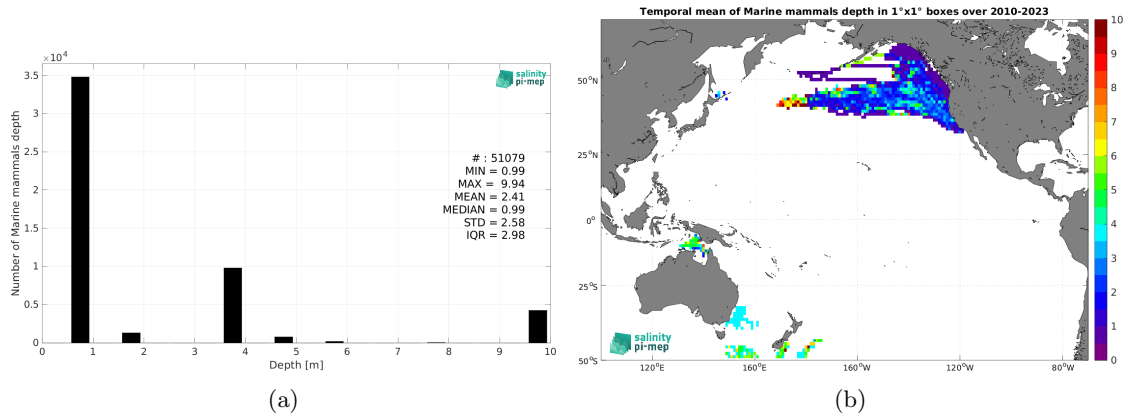 ×10⁴
3.5
3
2.5
2
1.5
1
0.5
0
0 1 2 3 4 5 6 7 8 9 10
Number of Marine mammals depth
Depth [m]
salinity
pi-mep
# : 51079
MIN = 0.99
MAX = 9.94
MEAN = 2.41
MEDIAN = 0.99
STD = 2.58
IQR = 2.98
(a)
Temporal mean of Marine mammals depth in 1°x1° boxes over 2010-2023
50°N
25°N
0°
25°S
50°S
120°E 160°E 160°W 120°W 80°W
salinity
pi-mep
10
9
8
7
6
5
4
3
2
1
0
(b)